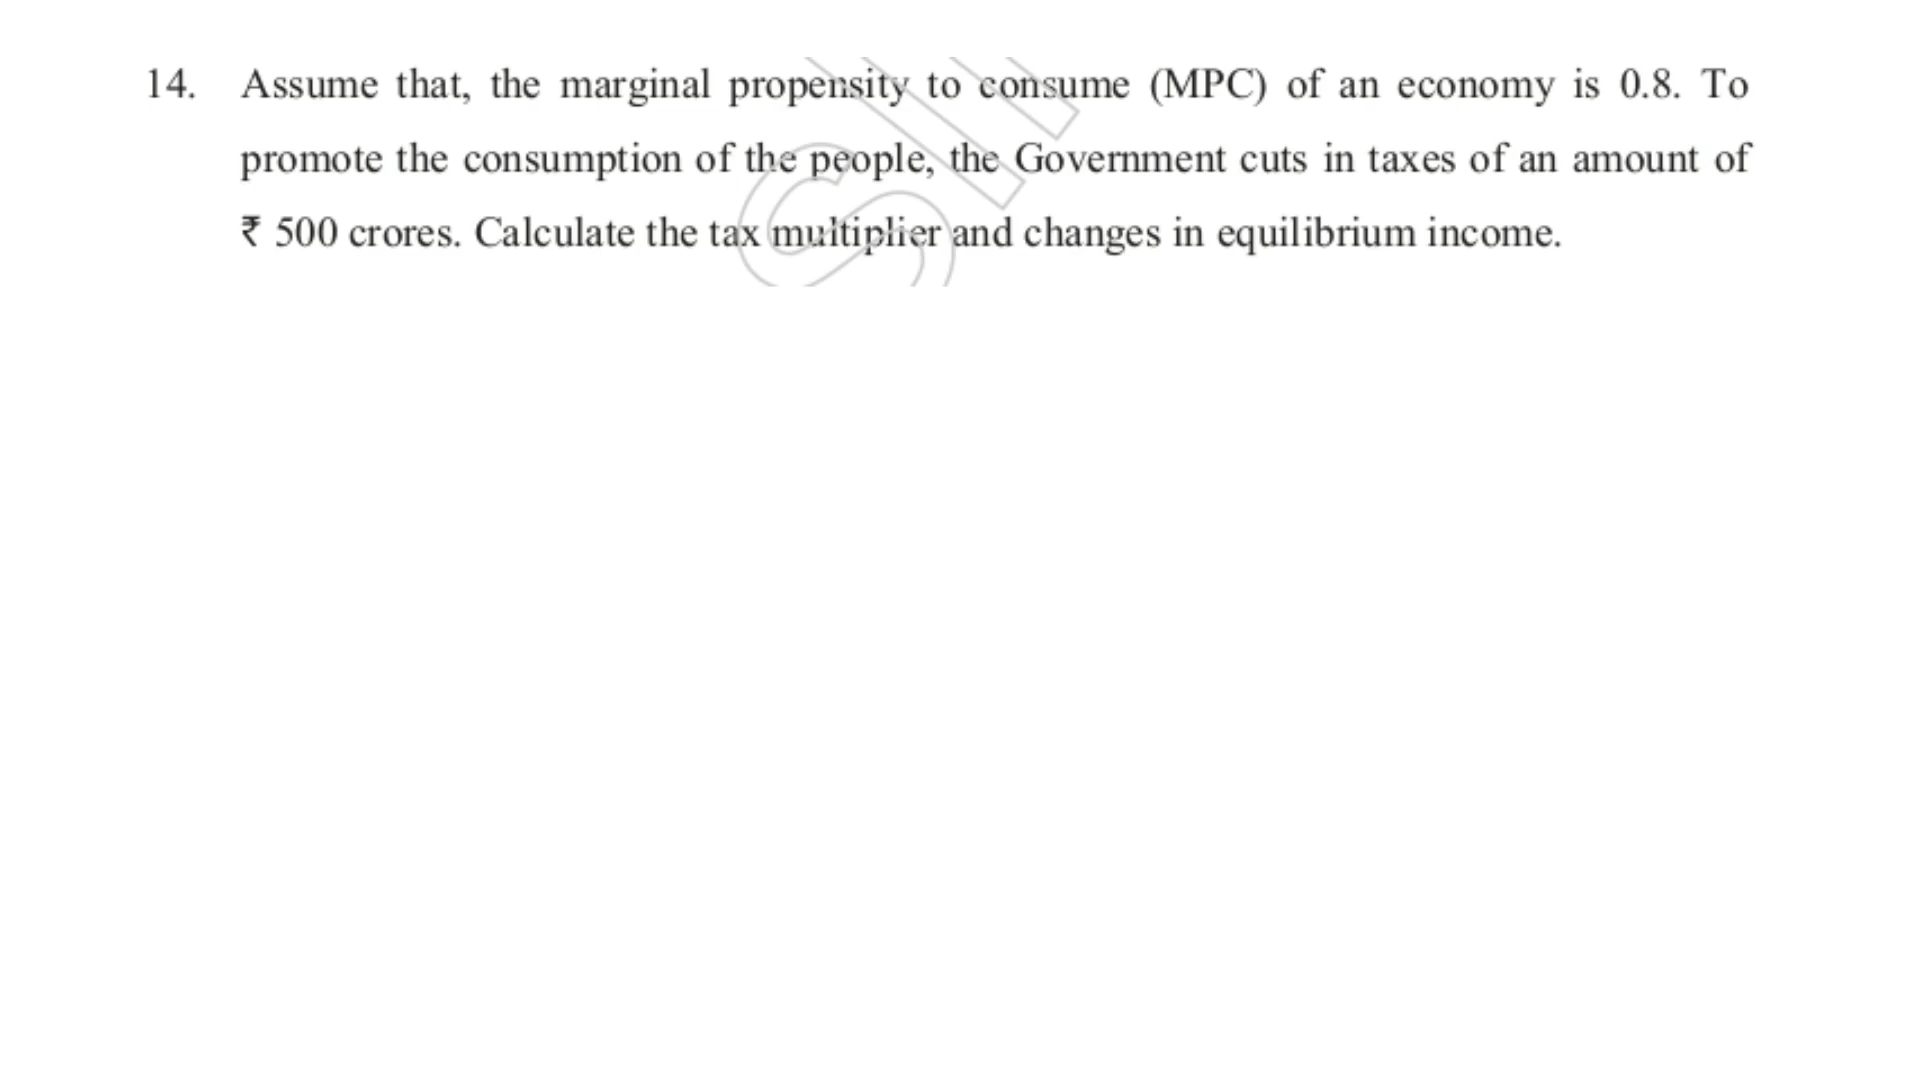 14. Assume that, the marginal propensity to consume (MPC) of an economy is 0.8. To
promote the consumption of the people, the Government cuts in taxes of an amount of
₹ 500 crores. Calculate the tax multiplier and changes in equilibrium income.